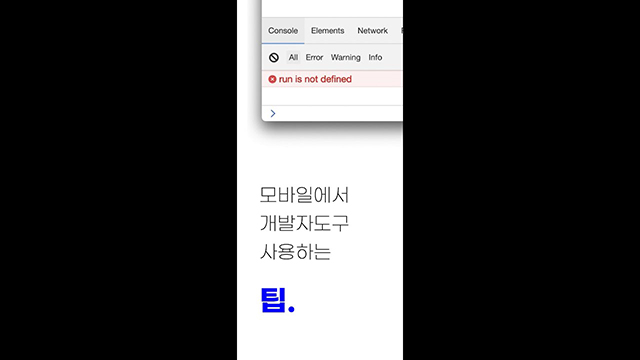 Console Elements Network
All Error Warning Info
run is not defined
모바일에서
개발자도구
사용하는
팁.